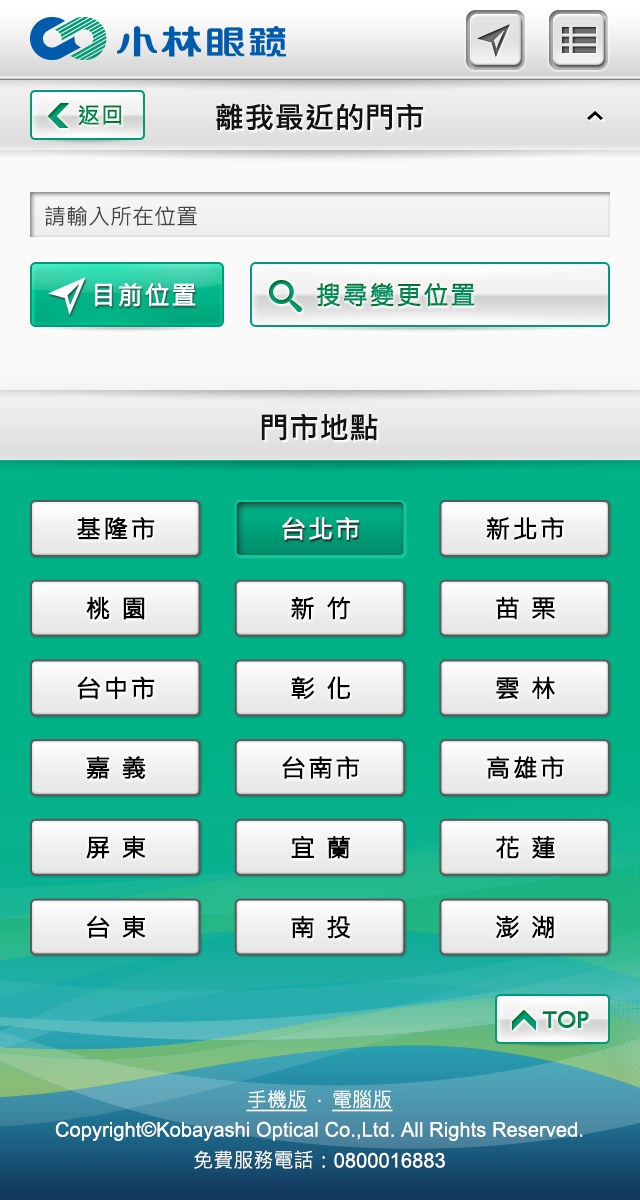 小林眼鏡
返回 離我最近的門市
請輸入所在位置
目前位置 搜尋變更位置
門市地點
基隆市 台北市 新北市
桃 園 新 竹 苗 栗
台中市 彰 化 雲 林
嘉 義 台南市 高雄市
屏 東 宜 蘭 花 蓮
台 東 南 投 澎 湖
TOP
手機版 · 電腦版
Copyright©Kobayashi Optical Co.,Ltd. All Rights Reserved.
免費服務電話：0800016883